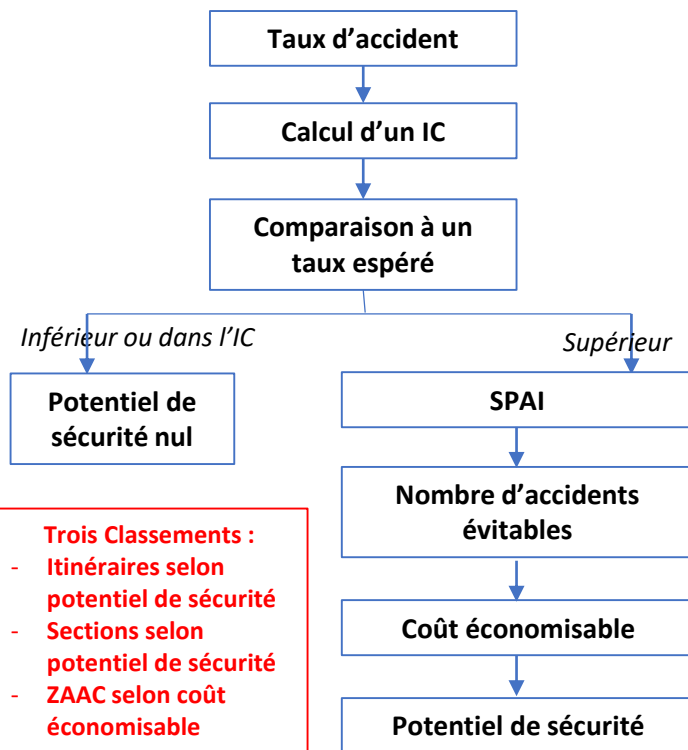 Taux d’accident
Calcul d’un IC
Comparaison à un
taux espéré
Inférieur ou dans l’IC
Supérieur
Potentiel de
sécurité nul
SPAI
Nombre d’accidents
évitables
Trois Classements :
- Itinéraires selon
potentiel de sécurité
- Sections selon
potentiel de sécurité
- ZAAC selon coût
économisable
Coût économisable
Potentiel de sécurité